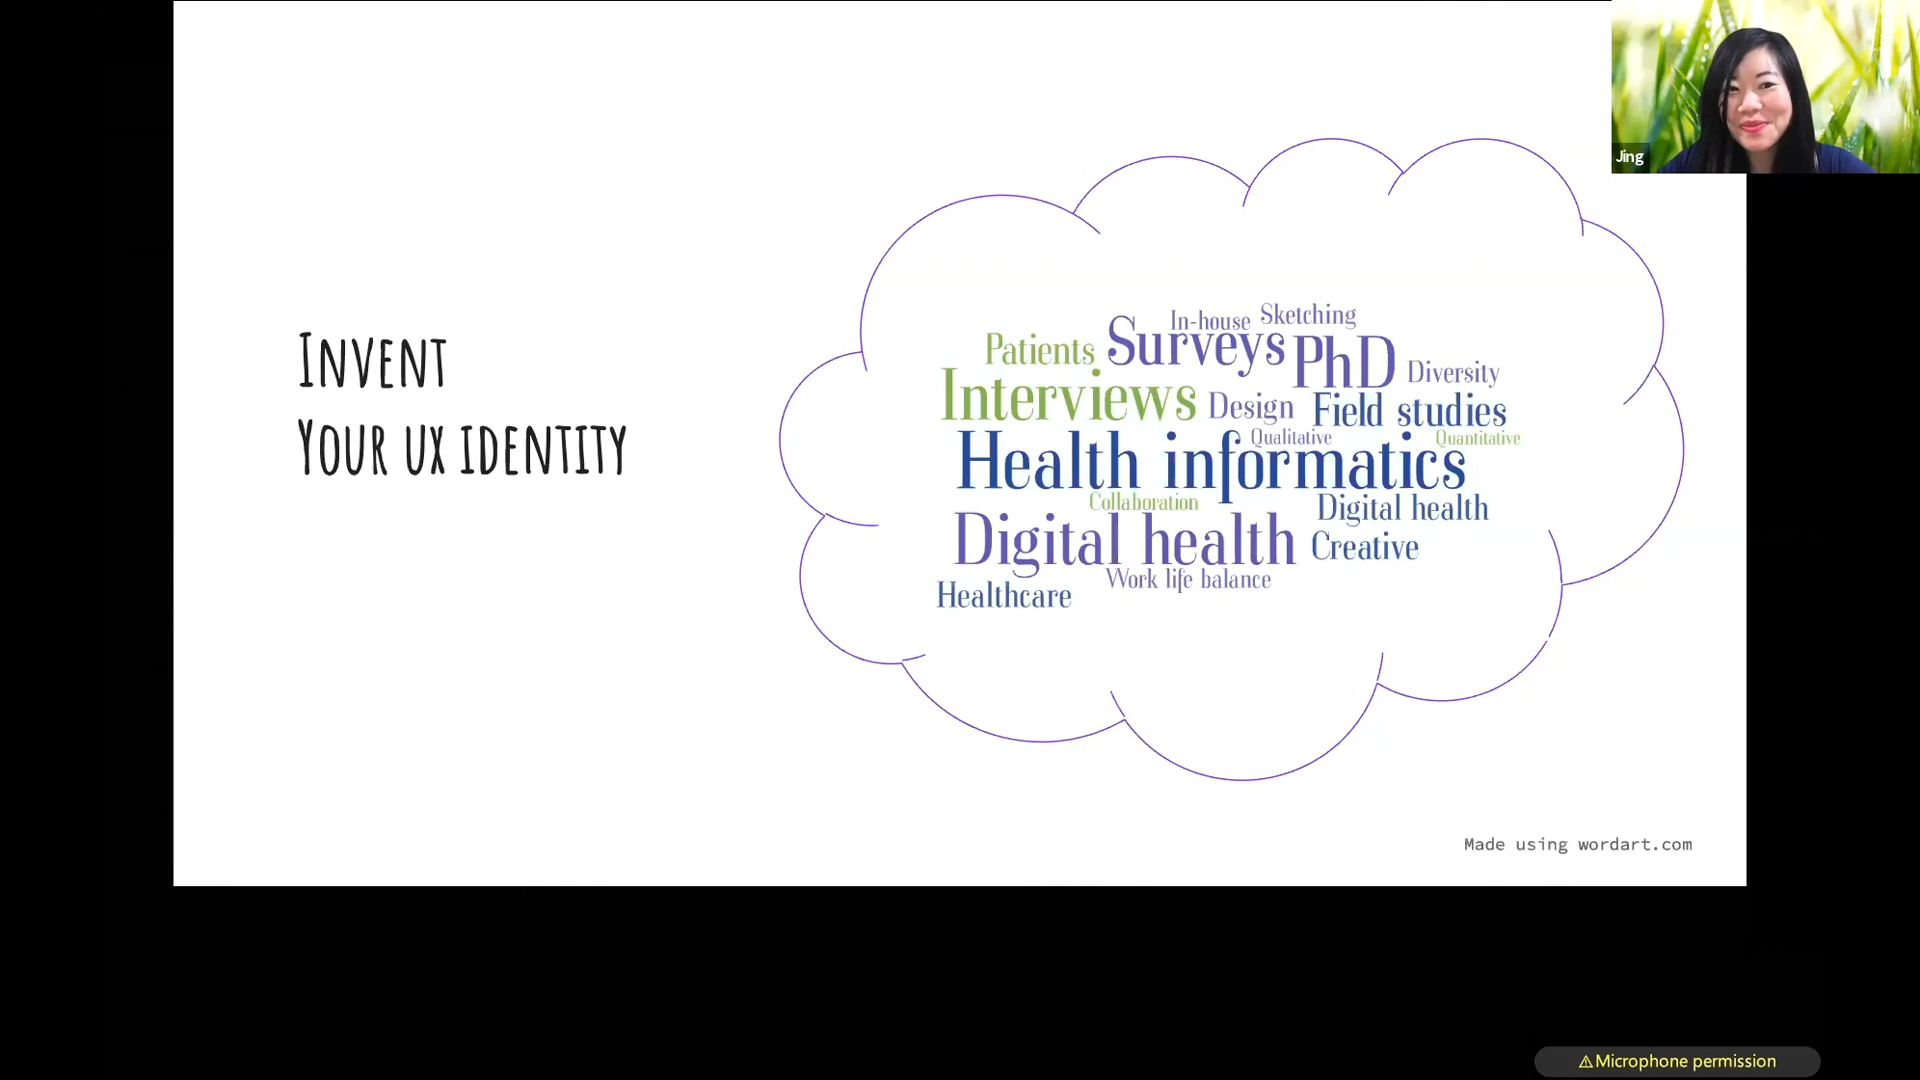 Jing
Invent
Your ux identity
In-house Sketching
Patients Surveys PhD Diversity
Interviews Design Field studies
Qualitative Quantitative
Health informatics
Collaboration Digital health
Digital health Creative
Work life balance
Healthcare
Made using wordart.com
⚠Microphone permission